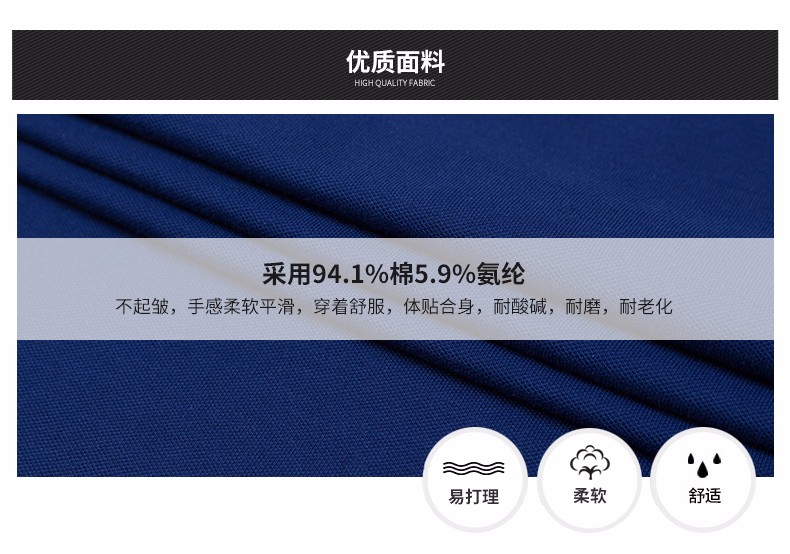 优质面料
HIGH QUALITY FABRIC
采用94.1%棉5.9%氨纶
不起皱，手感柔软平滑，穿着舒服，体贴合身，耐酸碱，耐磨，耐老化
易打理
柔软
舒适